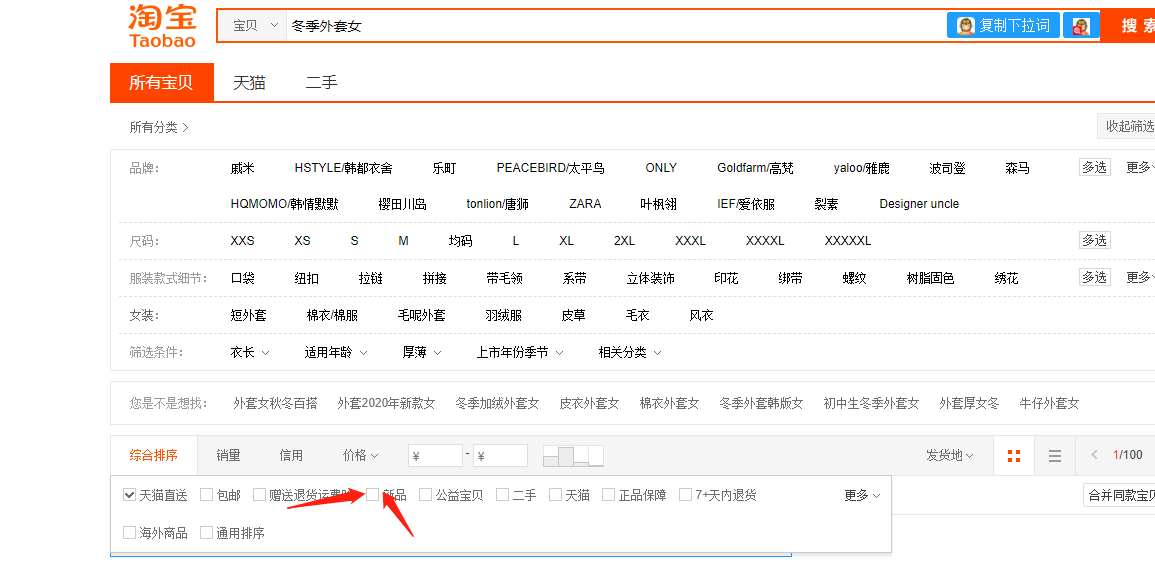 淘宝
Taobao
宝贝 冬季外套女 复制下拉词 搜 索
所有宝贝 天猫 二手
所有分类 >
收起筛选
品牌: 戚米 HSTYLE/韩都衣舍 乐町 PEACEBIRD/太平鸟 ONLY Goldfarm/高梵 yaloo/雅鹿 波司登 森马 多选 更多
HQMOMO/韩情默默 樱田川岛 tonlion/唐狮 ZARA 叶枫翎 IEF/爱依服 裂素 Designer uncle
尺码: XXS XS S M 均码 L XL 2XL XXXL XXXXL XXXXXL 多选
服装款式细节: 口袋 纽扣 拉链 拼接 带毛领 系带 立体装饰 印花 绑带 螺纹 树脂固色 绣花 多选 更多
女装: 短外套 棉衣/棉服 毛呢外套 羽绒服 皮草 毛衣 风衣
筛选条件: 衣长 适用年龄 厚薄 上市年份季节 相关分类
您是不是想找: 外套女秋冬百搭 外套2020年新款女 冬季加绒外套女 皮衣外套女 棉衣外套女 冬季外套韩版女 初中生冬季外套女 外套厚女冬 牛仔外套女
综合排序 销量 信用 价格 ¥ - ¥ 发货地 < 1/100
天猫直送 包邮 赠送退货运费 新品 公益宝贝 二手 天猫 正品保障 7+天内退货 更多 合并同款宝贝
海外商品 通用排序